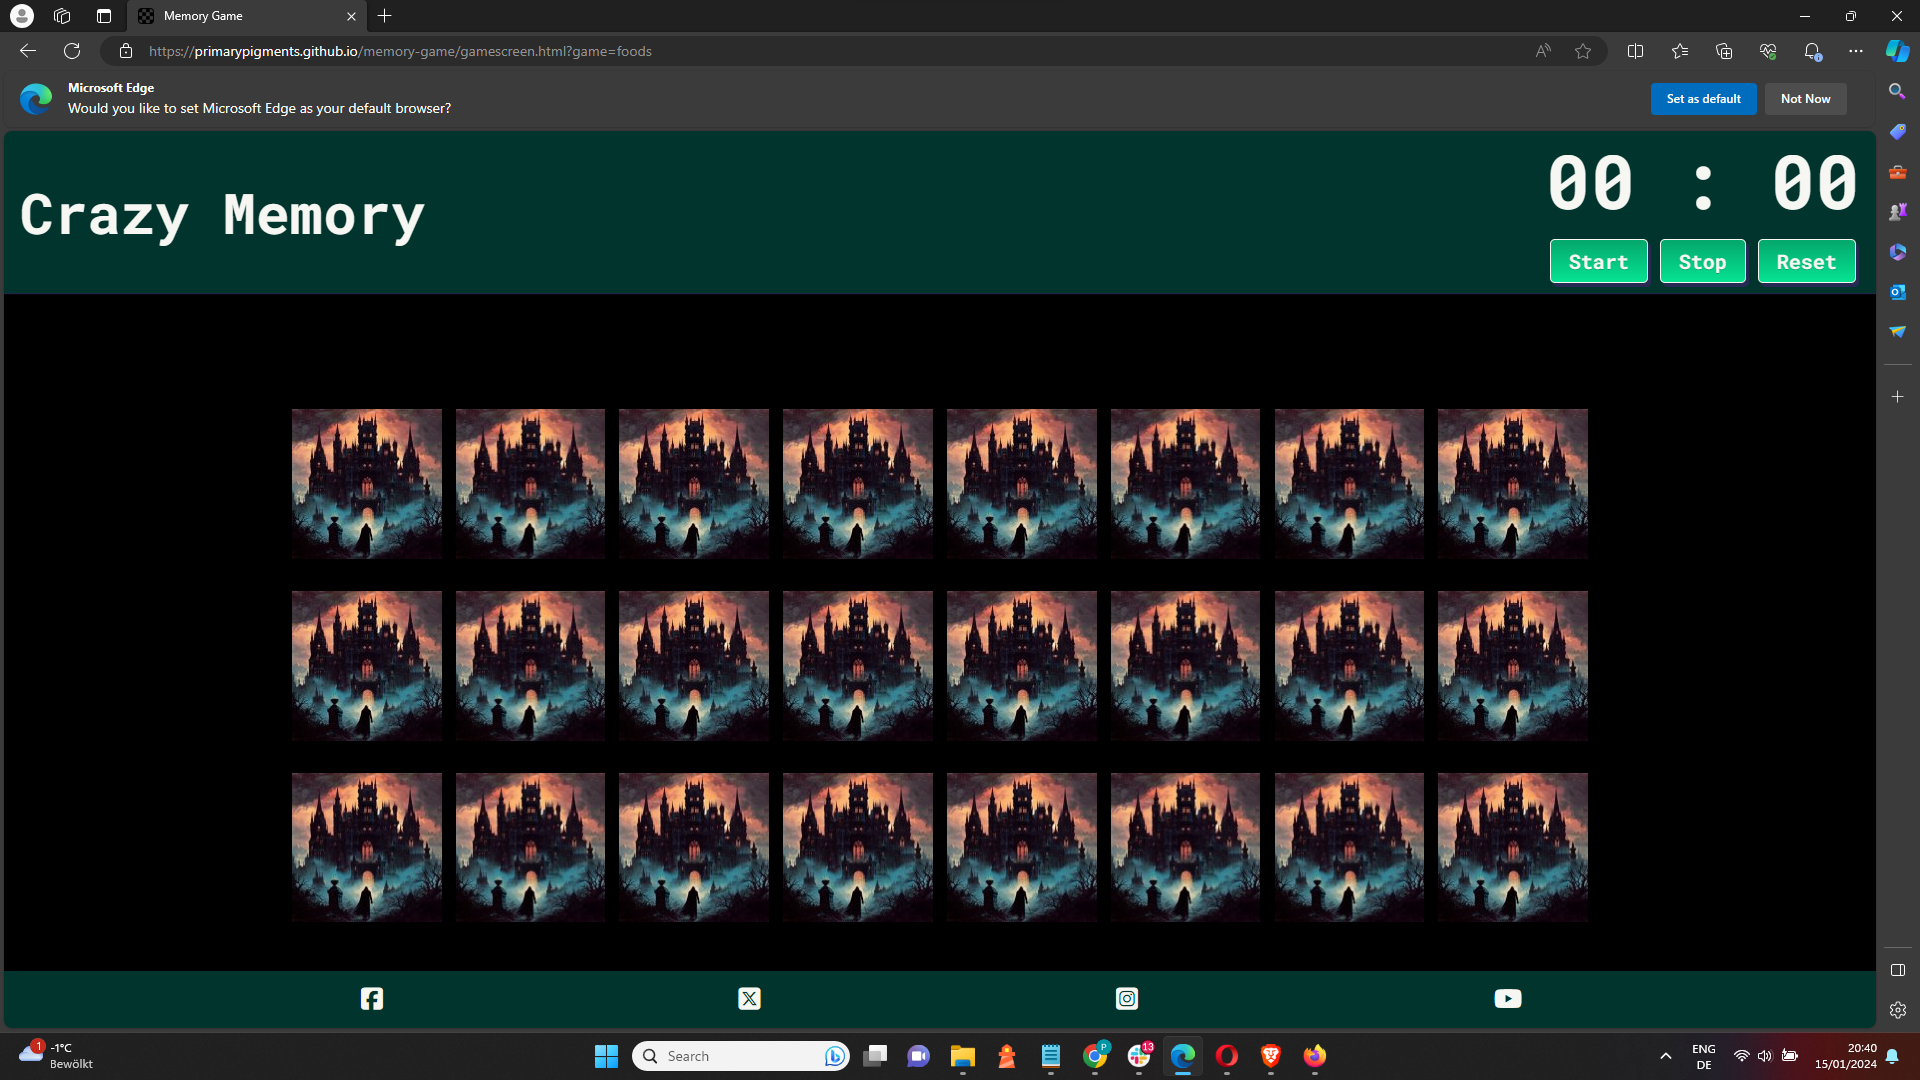 Memory Game
https://primarypigments.github.io/memory-game/gamescreen.html?game=foods
Microsoft Edge
Would you like to set Microsoft Edge as your default browser?
Set as default
Not Now
Crazy Memory
00 : 00
Start
Stop
Reset
1
-1°C
Bewölkt
Search
P
13
ENG
DE
20:40
15/01/2024